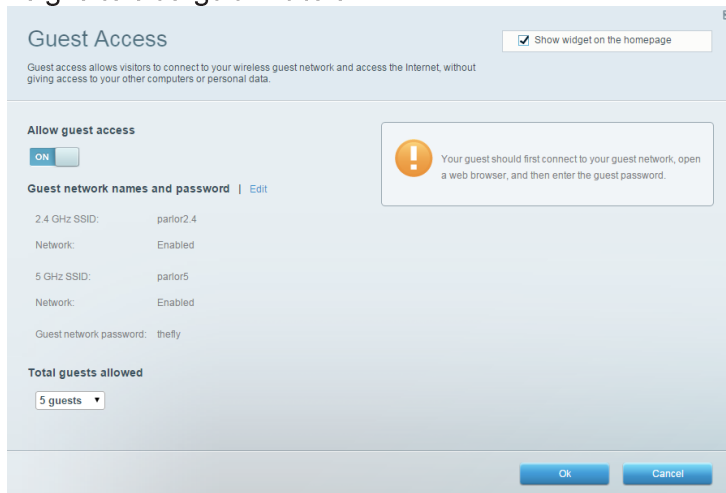 Guest Access
Show widget on the homepage
Guest access allows visitors to connect to your wireless guest network and access the Internet, without
giving access to your other computers or personal data.
Allow guest access
ON
Your guest should first connect to your guest network, open
a web browser, and then enter the guest password.
Guest network names and password | Edit
2.4 GHz SSID: parlor2.4
Network: Enabled
5 GHz SSID: parlor5
Network: Enabled
Guest network password: thefly
Total guests allowed
5 guests
Ok Cancel